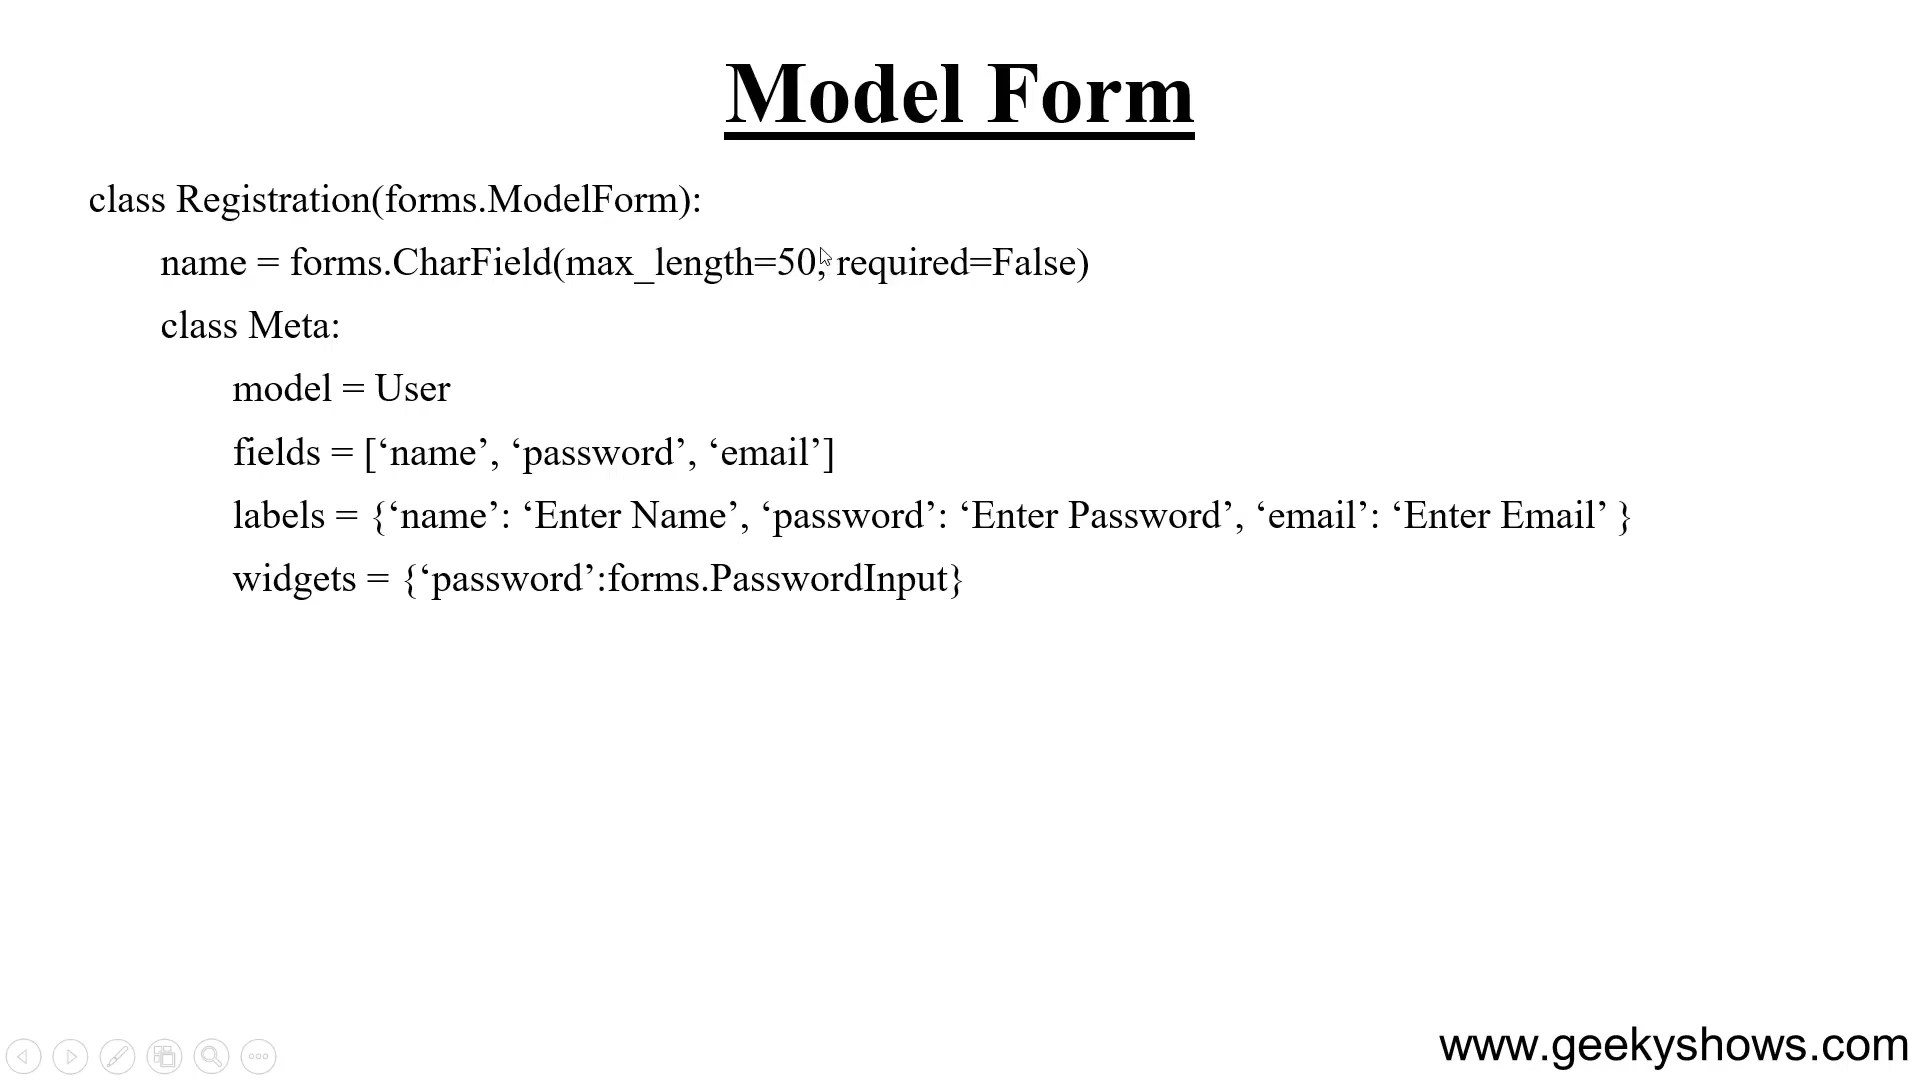 Model Form
class Registration(forms.ModelForm):
name = forms.CharField(max_length=50, required=False)
class Meta:
model = User
fields = [‘name’, ‘password’, ‘email’]
labels = {‘name’: ‘Enter Name’, ‘password’: ‘Enter Password’, ‘email’: ‘Enter Email’ }
widgets = {‘password’:forms.PasswordInput}
www.geekyshows.com